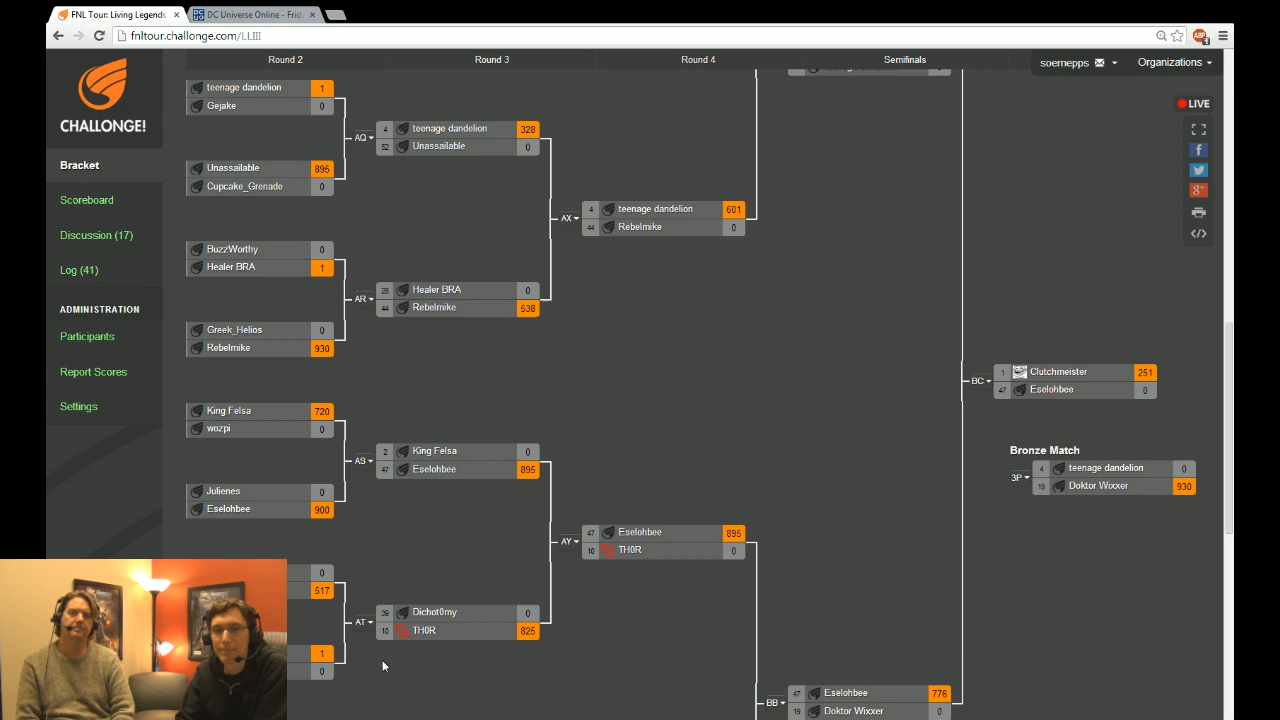 FNL Tour: Living Legends
DC Universe Online - Frid
fnltour.challonge.com/LLIII
ABP
1
Round 2
Round 3
Round 4
Semifinals
soemepps
Organizations
CHALLONGE!
Bracket
Scoreboard
Discussion (17)
Log (41)
ADMINISTRATION
Participants
Report Scores
Settings
LIVE
teenage dandelion 1
Gejake 0
AQ
Unassailable 895
Cupcake_Grenade 0
BuzzWorthy 0
Healer BRA 1
AR
Greek_Helios 0
Rebelmike 930
King Felsa 720
wozpi 0
AS
Julienes 0
Eselohbee 900
0
517
AT
1
0
4 teenage dandelion 328
52 Unassailable 0
AX
28 Healer BRA 0
44 Rebelmike 538
2 King Felsa 0
47 Eselohbee 895
AY
39 Dichot0my 0
10 TH0R 825
4 teenage dandelion 601
44 Rebelmike 0
47 Eselohbee 895
10 TH0R 0
BB
47 Eselohbee 776
19 Doktor Wixxer 0
BC
1 Clutchmeister 251
47 Eselohbee 0
Bronze Match
3P
4 teenage dandelion 0
19 Doktor Wixxer 930